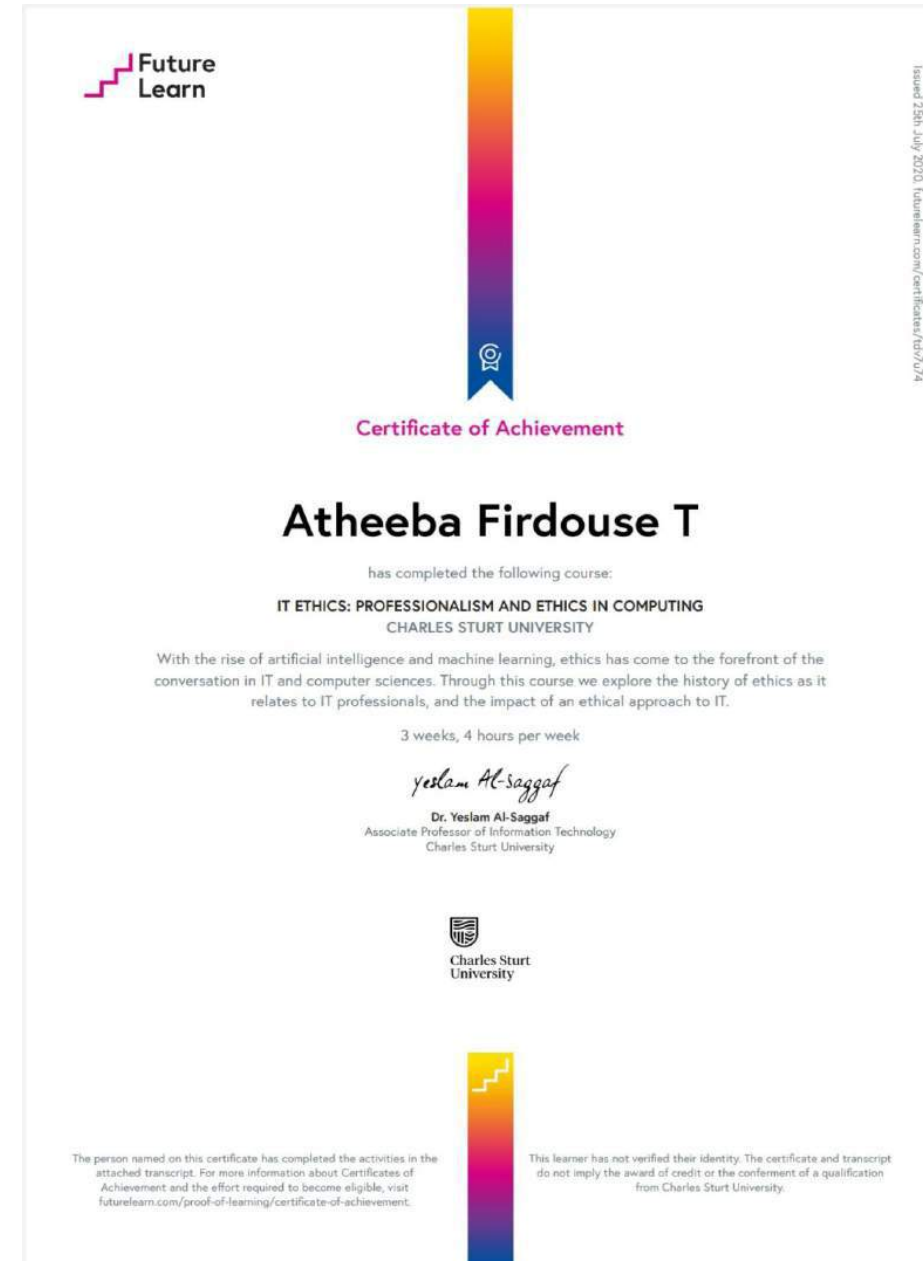 Future
Learn
Issued 25th July 2020. futurelearn.com/certificates/tdv7u74
Certificate of Achievement
Atheeba Firdouse T
has completed the following course:
IT ETHICS: PROFESSIONALISM AND ETHICS IN COMPUTING
CHARLES STURT UNIVERSITY
With the rise of artificial intelligence and machine learning, ethics has come to the forefront of the
conversation in IT and computer sciences. Through this course we explore the history of ethics as it
relates to IT professionals, and the impact of an ethical approach to IT.
3 weeks, 4 hours per week
Yeslam Al-Saggaf
Dr. Yeslam Al-Saggaf
Associate Professor of Information Technology
Charles Sturt University
Charles Sturt
University
The person named on this certificate has completed the activities in the
attached transcript. For more information about Certificates of
Achievement and the effort required to become eligible, visit
futurelearn.com/proof-of-learning/certificate-of-achievement.
This learner has not verified their identity. The certificate and transcript
do not imply the award of credit or the conferment of a qualification
from Charles Sturt University.